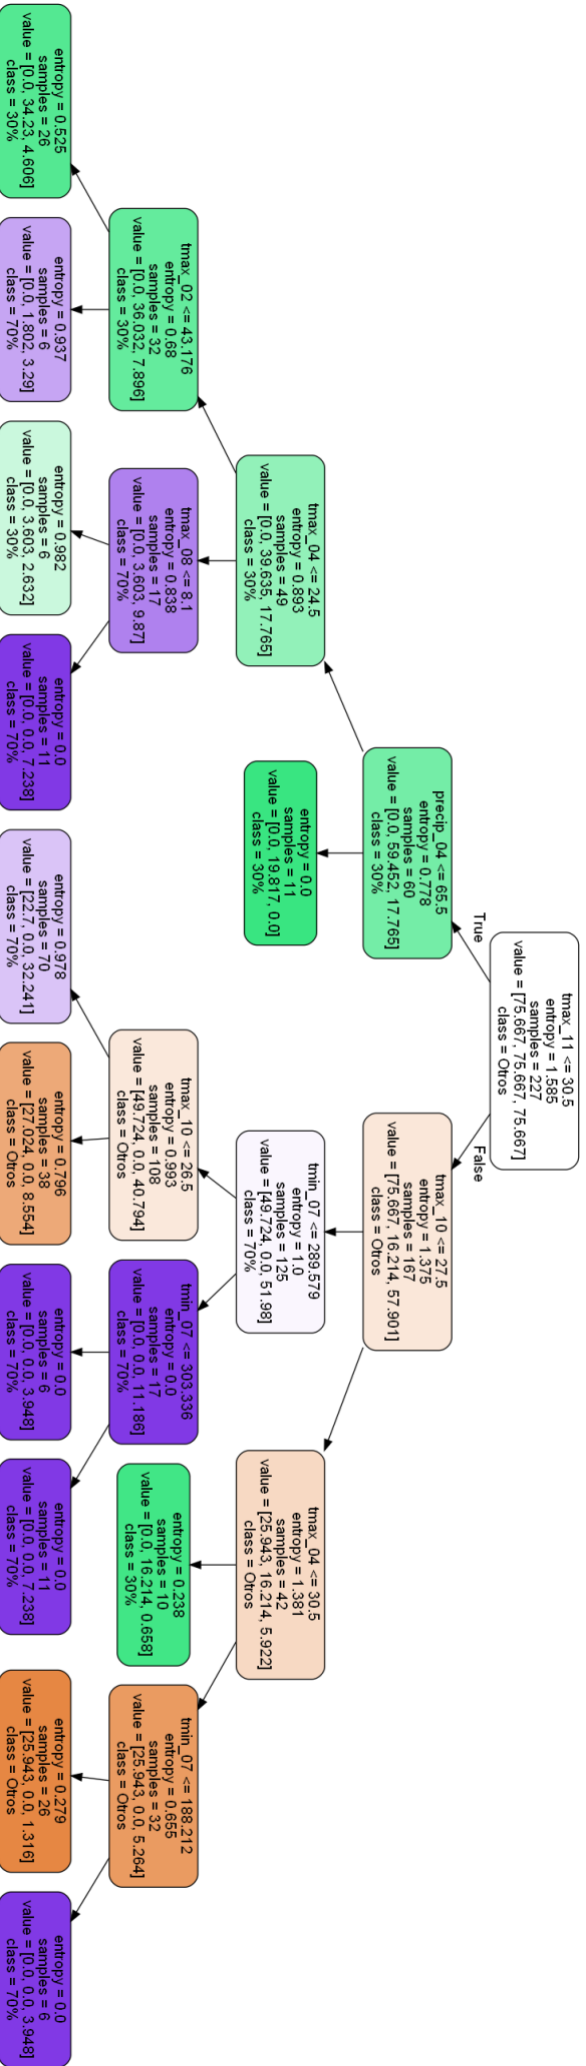 tmax_11 <= 30.5
entropy = 1.585
samples = 227
value = [75.667, 75.667, 75.667]
class = Otros
True
False
precip_04 <= 65.5
entropy = 0.778
samples = 60
value = [0.0, 59.452, 17.765]
class = 30%
tmax_10 <= 27.5
entropy = 1.375
samples = 167
value = [75.667, 16.214, 57.901]
class = Otros
tmax_04 <= 24.5
entropy = 0.893
samples = 49
value = [0.0, 39.635, 17.765]
class = 30%
entropy = 0.0
samples = 11
value = [0.0, 19.817, 0.0]
class = 30%
tmin_07 <= 289.579
entropy = 1.0
samples = 125
value = [49.724, 0.0, 51.98]
class = 70%
tmax_04 <= 30.5
entropy = 1.381
samples = 42
value = [25.943, 16.214, 5.922]
class = Otros
tmax_02 <= 43.176
entropy = 0.68
samples = 32
value = [0.0, 36.032, 7.896]
class = 30%
tmax_08 <= 8.1
entropy = 0.838
samples = 17
value = [0.0, 3.603, 9.87]
class = 70%
tmax_10 <= 26.5
entropy = 0.993
samples = 108
value = [49.724, 0.0, 40.794]
class = Otros
tmin_07 <= 303.336
entropy = 0.0
samples = 17
value = [0.0, 0.0, 11.186]
class = 70%
entropy = 0.238
samples = 10
value = [0.0, 16.214, 0.658]
class = 30%
tmin_07 <= 188.212
entropy = 0.655
samples = 32
value = [25.943, 0.0, 5.264]
class = Otros
entropy = 0.525
samples = 26
value = [0.0, 34.23, 4.606]
class = 30%
entropy = 0.937
samples = 6
value = [0.0, 1.802, 3.29]
class = 70%
entropy = 0.982
samples = 6
value = [0.0, 3.603, 2.632]
class = 30%
entropy = 0.0
samples = 11
value = [0.0, 0.0, 7.238]
class = 70%
entropy = 0.978
samples = 70
value = [22.7, 0.0, 32.241]
class = 70%
entropy = 0.796
samples = 38
value = [27.024, 0.0, 8.554]
class = Otros
entropy = 0.0
samples = 6
value = [0.0, 0.0, 3.948]
class = 70%
entropy = 0.0
samples = 11
value = [0.0, 0.0, 7.238]
class = 70%
entropy = 0.279
samples = 26
value = [25.943, 0.0, 1.316]
class = Otros
entropy = 0.0
samples = 6
value = [0.0, 0.0, 3.948]
class = 70%